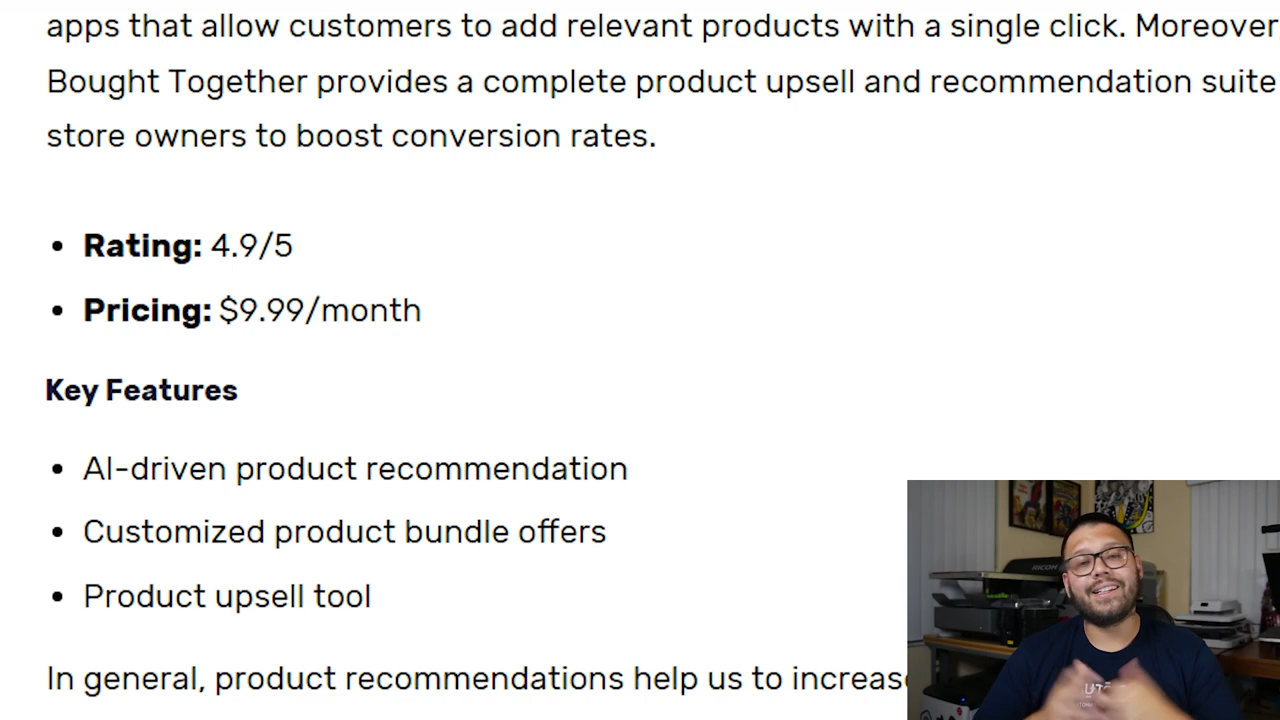 apps that allow customers to add relevant products with a single click. Moreover
Bought Together provides a complete product upsell and recommendation suite
store owners to boost conversion rates.
• Rating: 4.9/5
• Pricing: $9.99/month
Key Features
• AI-driven product recommendation
• Customized product bundle offers
• Product upsell tool
In general, product recommendations help us to increase
RICOH